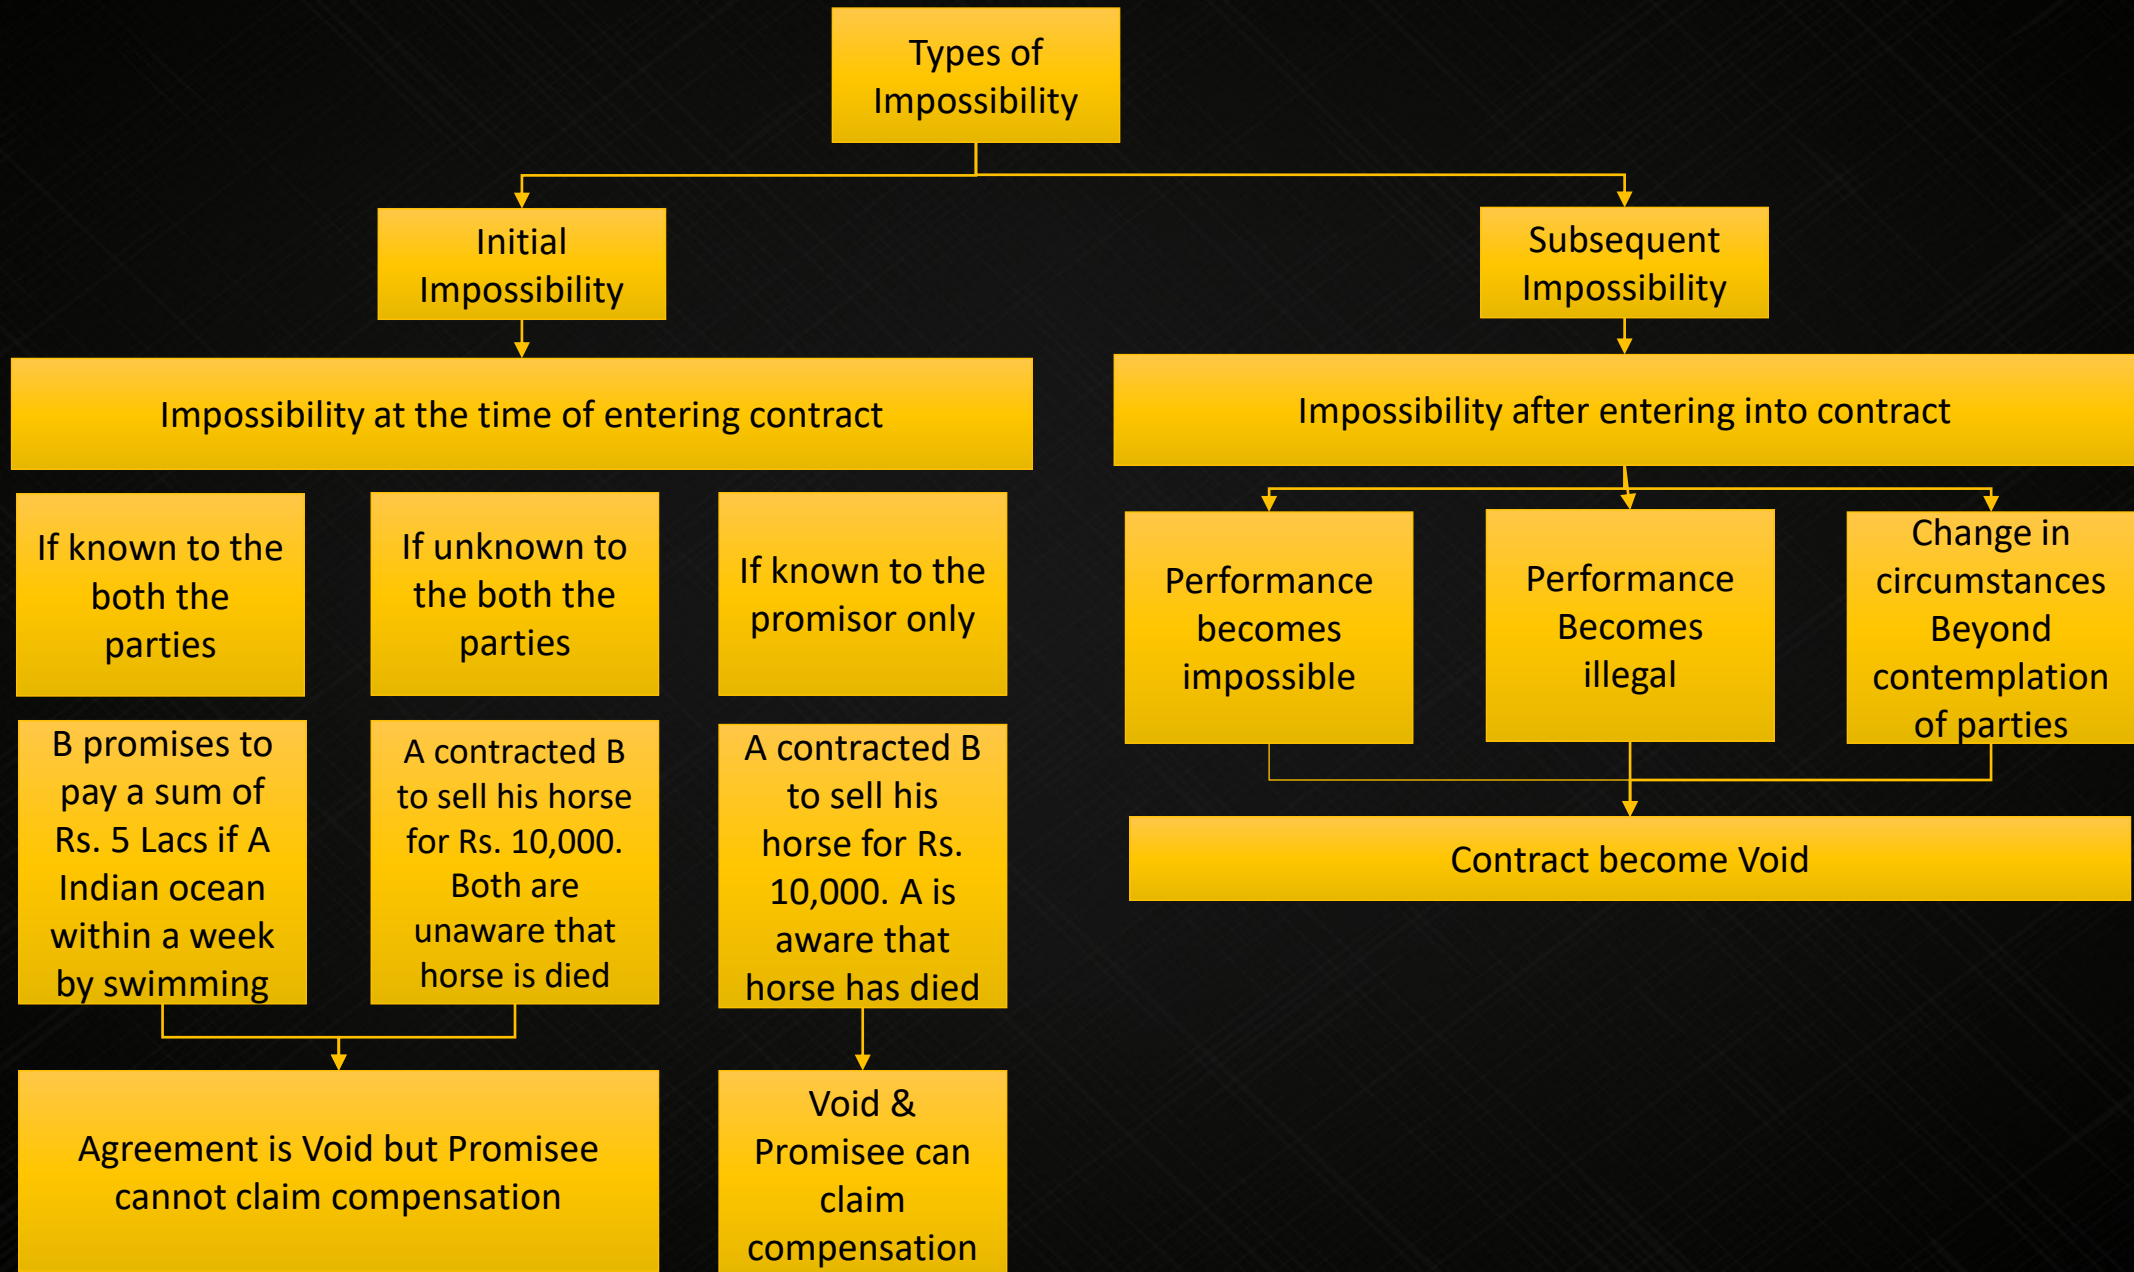 Types of
Impossibility
Initial
Impossibility
Subsequent
Impossibility
Impossibility at the time of entering contract
Impossibility after entering into contract
If known to the
both the
parties
If unknown to
the both the
parties
If known to the
promisor only
Performance
becomes
impossible
Performance
Becomes
illegal
Change in
circumstances
Beyond
contemplation
of parties
B promises to
pay a sum of
Rs. 5 Lacs if A
Indian ocean
within a week
by swimming
A contracted B
to sell his horse
for Rs. 10,000.
Both are
unaware that
horse is died
A contracted B
to sell his
horse for Rs.
10,000. A is
aware that
horse has died
Contract become Void
Agreement is Void but Promisee
cannot claim compensation
Void &
Promisee can
claim
compensation